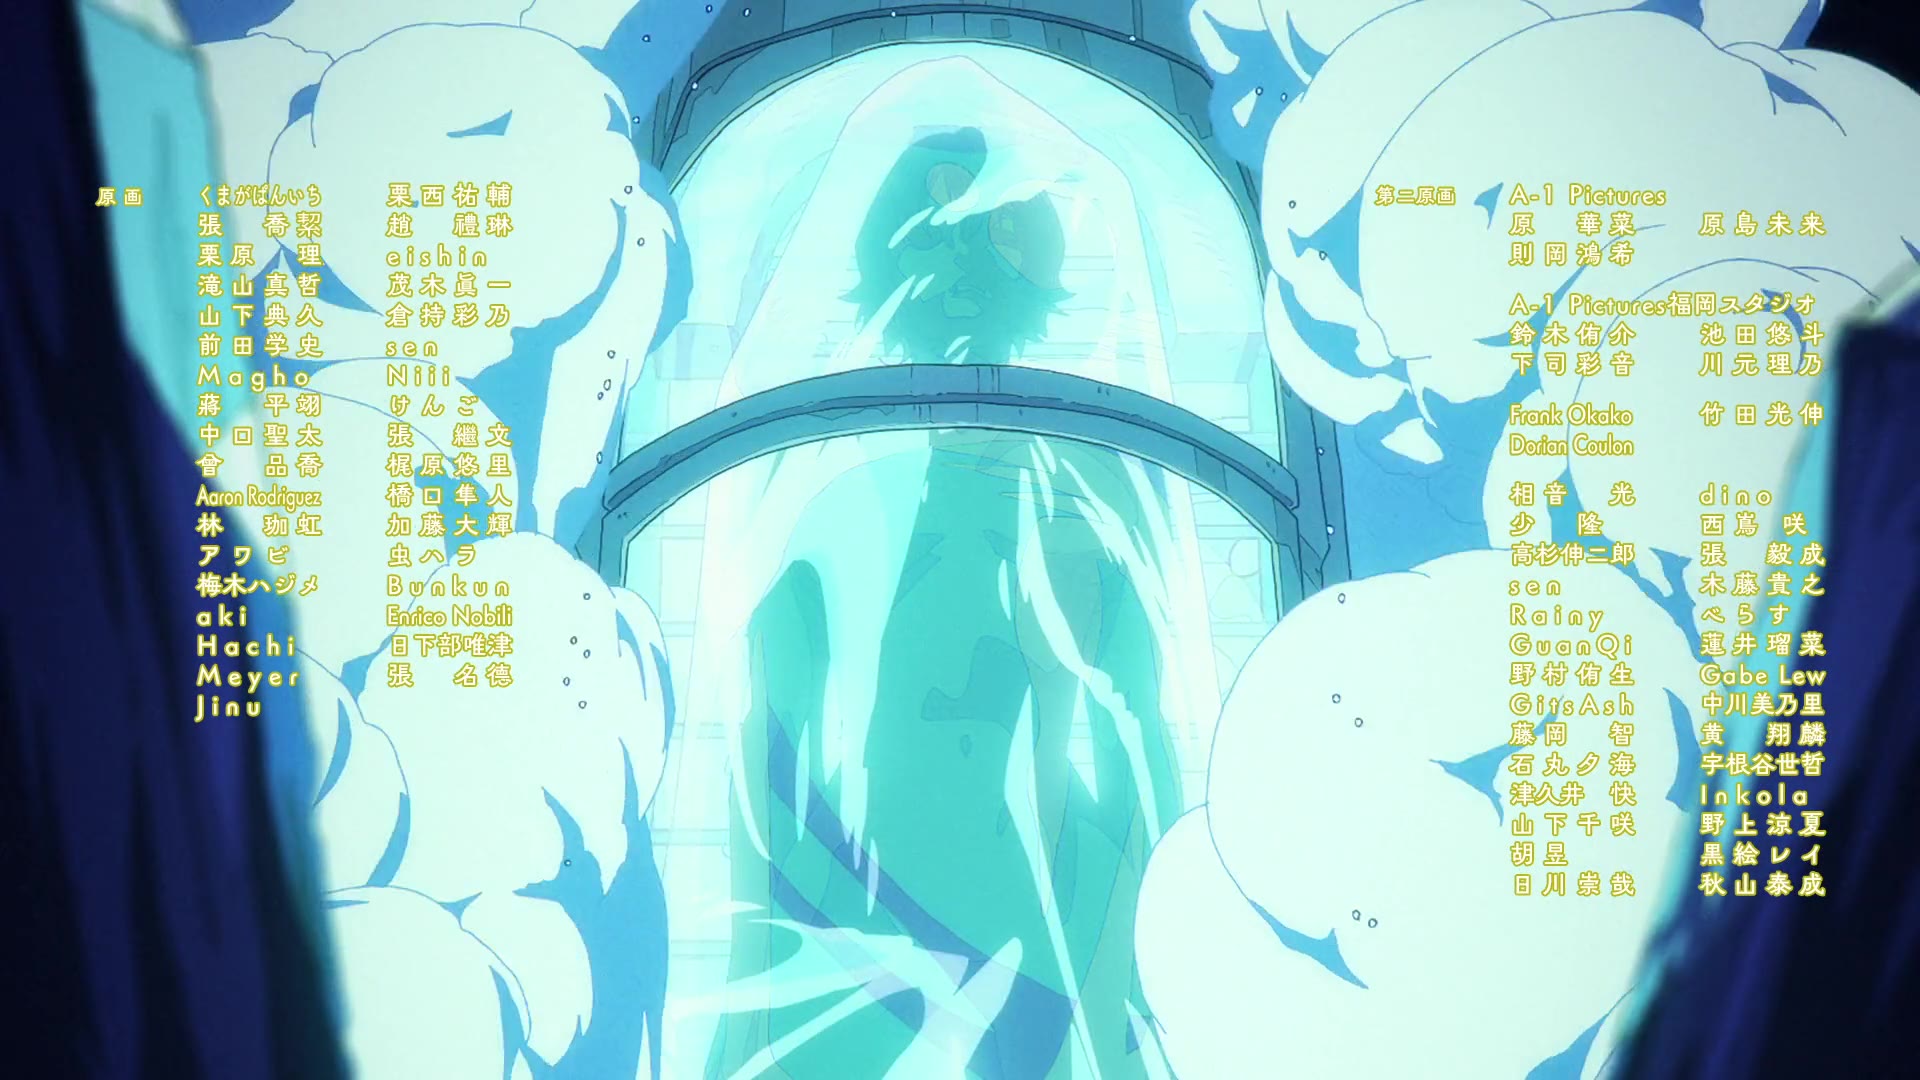 原画
くまがぱんいち 栗西祐輔
張 喬絜 趙 禮琳
栗原 理 eishin
滝山真哲 茂木眞一
山下典久 倉持彩乃
前田学史 sen
Magho Niii
蔣 平翊 けんご
中口聖太 張 繼文
曾 品喬 梶原悠里
Aaron Rodriguez 橋口隼人
林 珈虹 加藤大輝
アワビ 虫ハラ
梅木ハジメ Bunkun
aki Enrico Nobili
Hachi 日下部唯津
Meyer 張 名德
Jinu
第二原画
A-1 Pictures
原 華菜 原島未来
則岡鴻希
A-1 Pictures福岡スタジオ
鈴木侑介 池田悠斗
下司彩音 川元理乃
Frank Okako 竹田光伸
Dorian Coulon
相音 光 dino
少 隆 西嶌 咲
高杉伸二郎 張 毅成
sen 木藤貴之
Rainy べらす
GuanQi 蓮井瑠菜
野村侑生 Gabe Lew
GitsAsh 中川美乃里
藤岡 智 黄 翔麟
石丸夕海 宇根谷世哲
津久井 快 Inkola
山下千咲 野上涼夏
胡昱 黒絵レイ
日川崇哉 秋山泰成